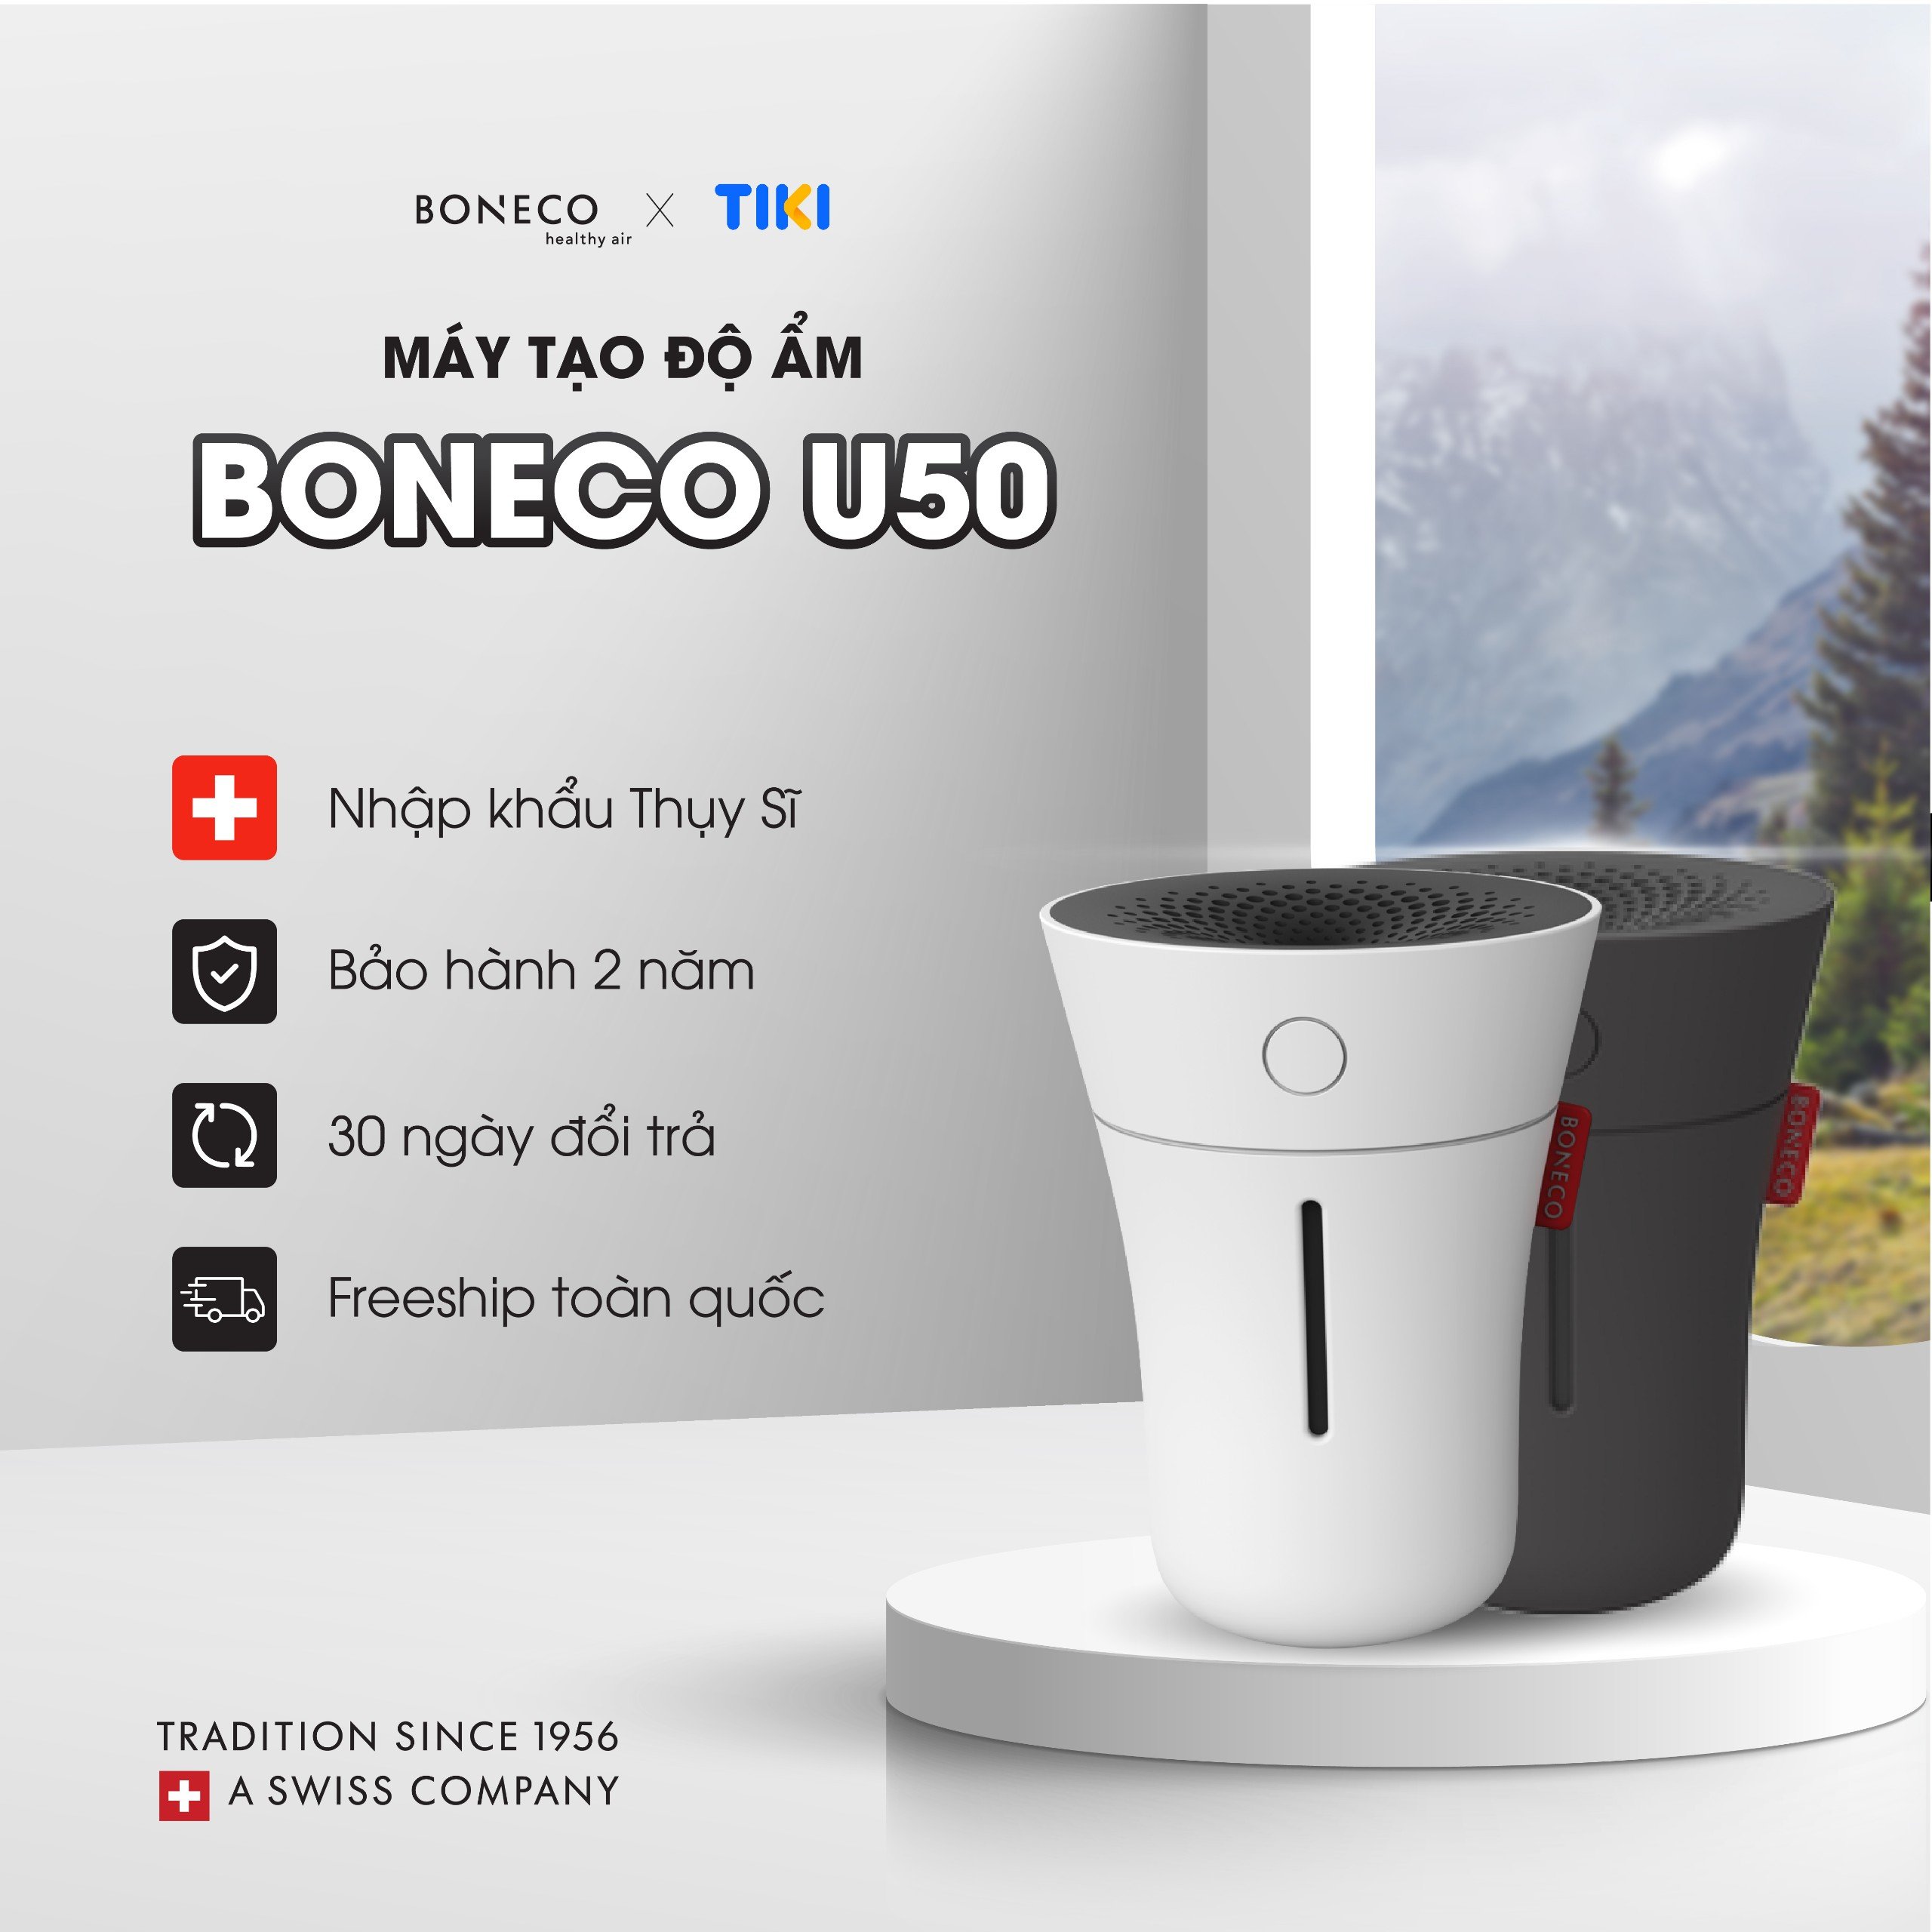 BONECO X TIKI
healthy air
MÁY TẠO ĐỘ ẨM
BONECO U50
Nhập khẩu Thụy Sĩ
Bảo hành 2 năm
30 ngày đổi trả
Freeship toàn quốc
BONECO
BONECO
TRADITION SINCE 1956
A SWISS COMPANY